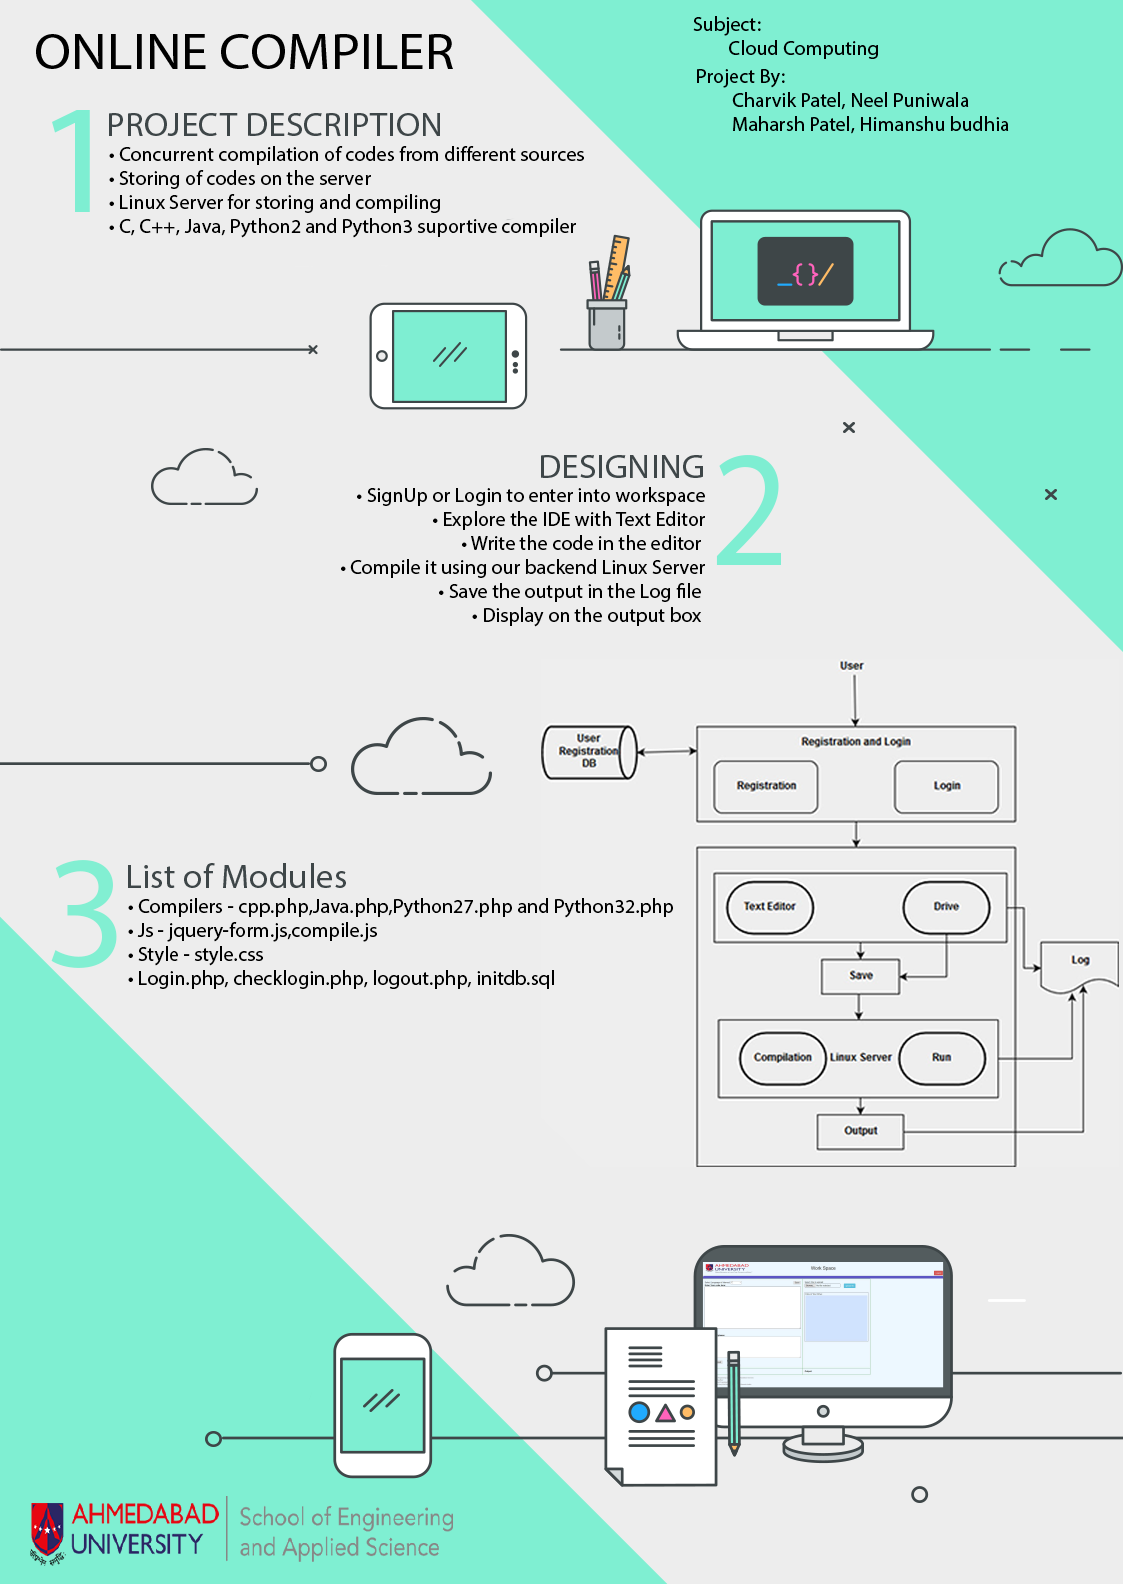 ONLINE COMPILER
Subject:
Cloud Computing
Project By:
Charvik Patel, Neel Puniwala
Maharsh Patel, Himanshu budhia
1
PROJECT DESCRIPTION
• Concurrent compilation of codes from different sources
• Storing of codes on the server
• Linux Server for storing and compiling
• C, C++, Java, Python2 and Python3 suportive compiler
_{}/
DESIGNING
2
• SignUp or Login to enter into workspace
• Explore the IDE with Text Editor
• Write the code in the editor
• Compile it using our backend Linux Server
• Save the output in the Log file
• Display on the output box
User
User
Registration
DB
Registration and Login
Registration
Login
3
List of Modules
• Compilers - cpp.php,Java.php,Python27.php and Python32.php
• Js - jquery-form.js,compile.js
• Style - style.css
• Login.php, checklogin.php, logout.php, initdb.sql
Text Editor
Drive
Save
Log
Compilation
Linux Server
Run
Output
AHMEDABAD
UNIVERSITY
Work Space
AHMEDABAD
UNIVERSITY
School of Engineering
and Applied Science